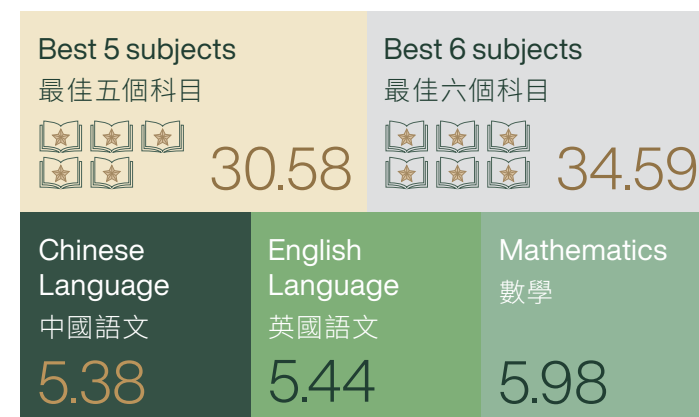 Best 5 subjects
最佳五個科目
30.58
Best 6 subjects
最佳六個科目
34.59
Chinese
Language
中國語文
5.38
English
Language
英國語文
5.44
Mathematics
數學
5.98